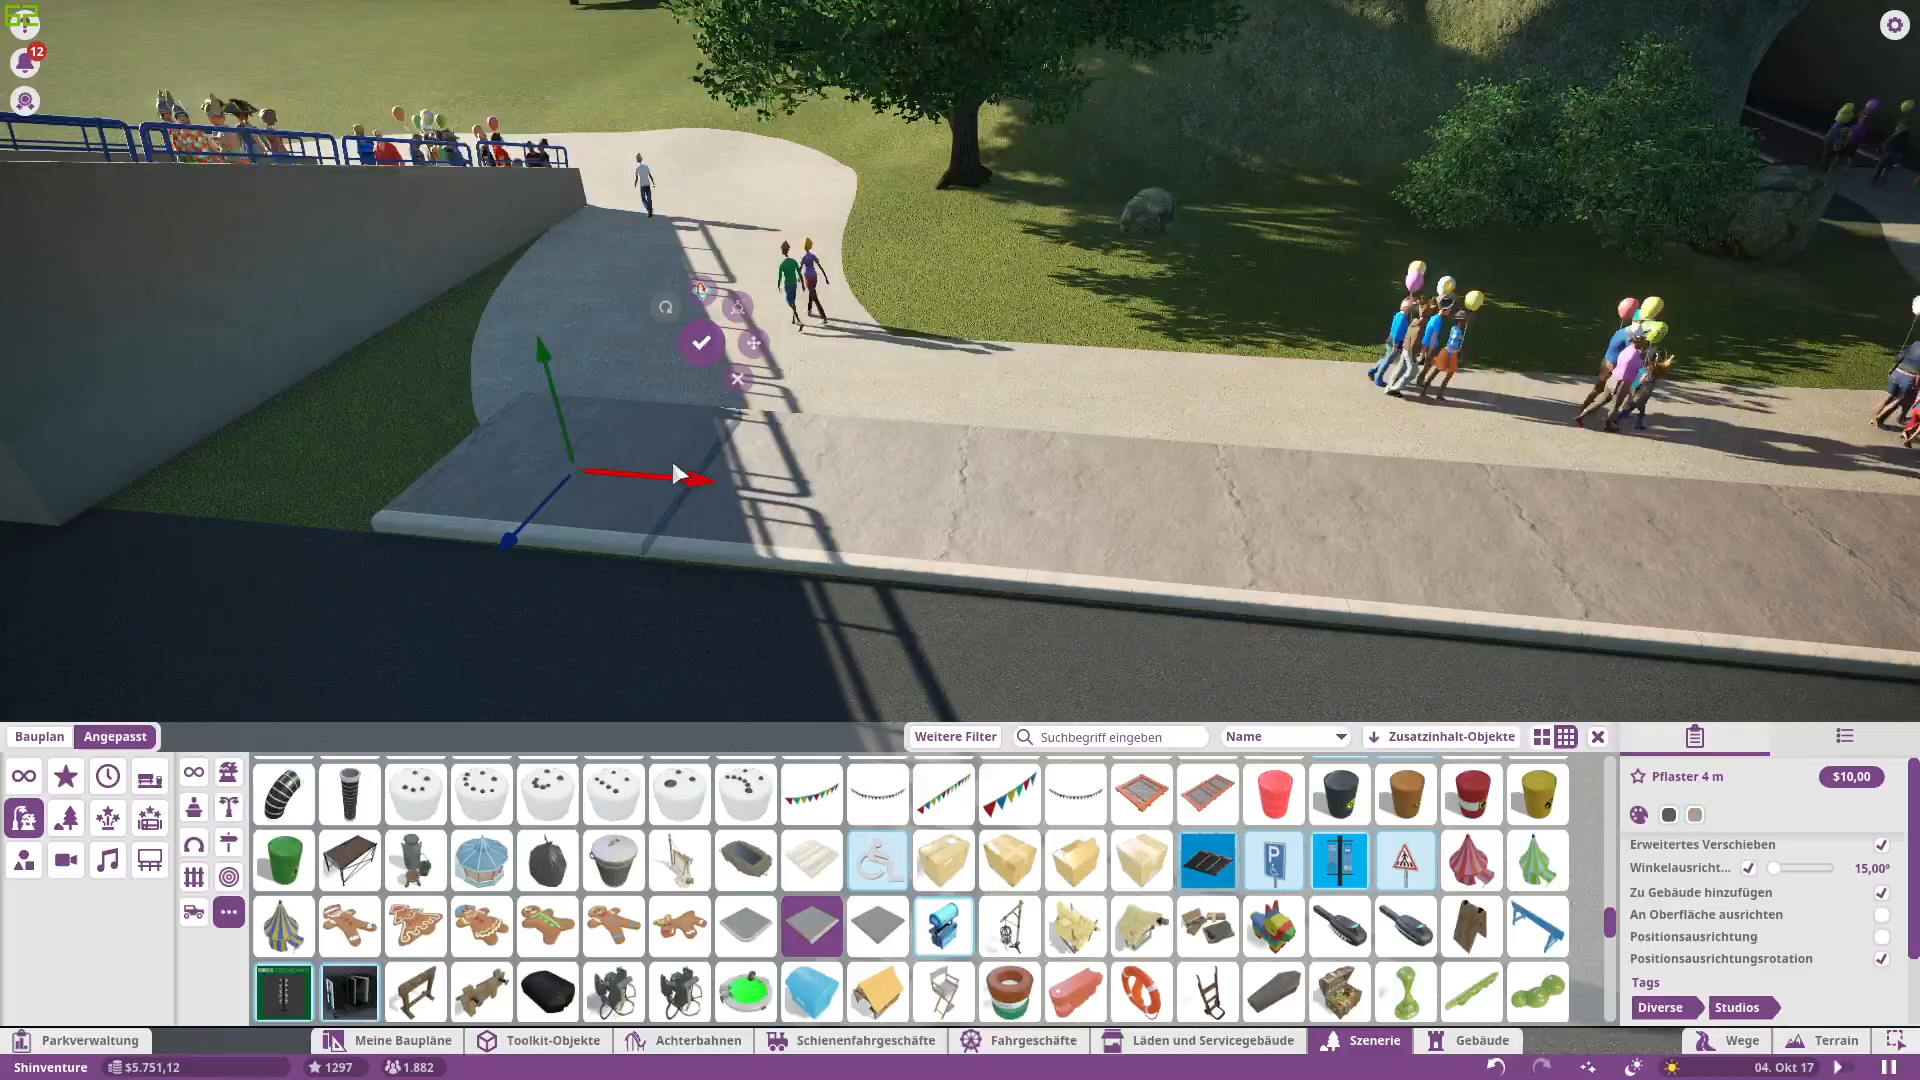 12
Bauplan
Angepasst
Weitere Filter
Suchbegriff eingeben
Name
Zusatzinhalt-Objekte
Pflaster 4 m
$10,00
Erweitertes Verschieben
Winkelausricht...
15,00°
Zu Gebäude hinzufügen
An Oberfläche ausrichten
Positionsausrichtung
Positionsausrichtungsrotation
Tags
Diverse
Studios
Parkverwaltung
Meine Baupläne
Toolkit-Objekte
Achterbahnen
Schienenfahrgeschäfte
Fahrgeschäfte
Läden und Servicegebäude
Szenerie
Gebäude
Wege
Terrain
Shinventure
$5.751,12
1297
1.882
04. Okt 17